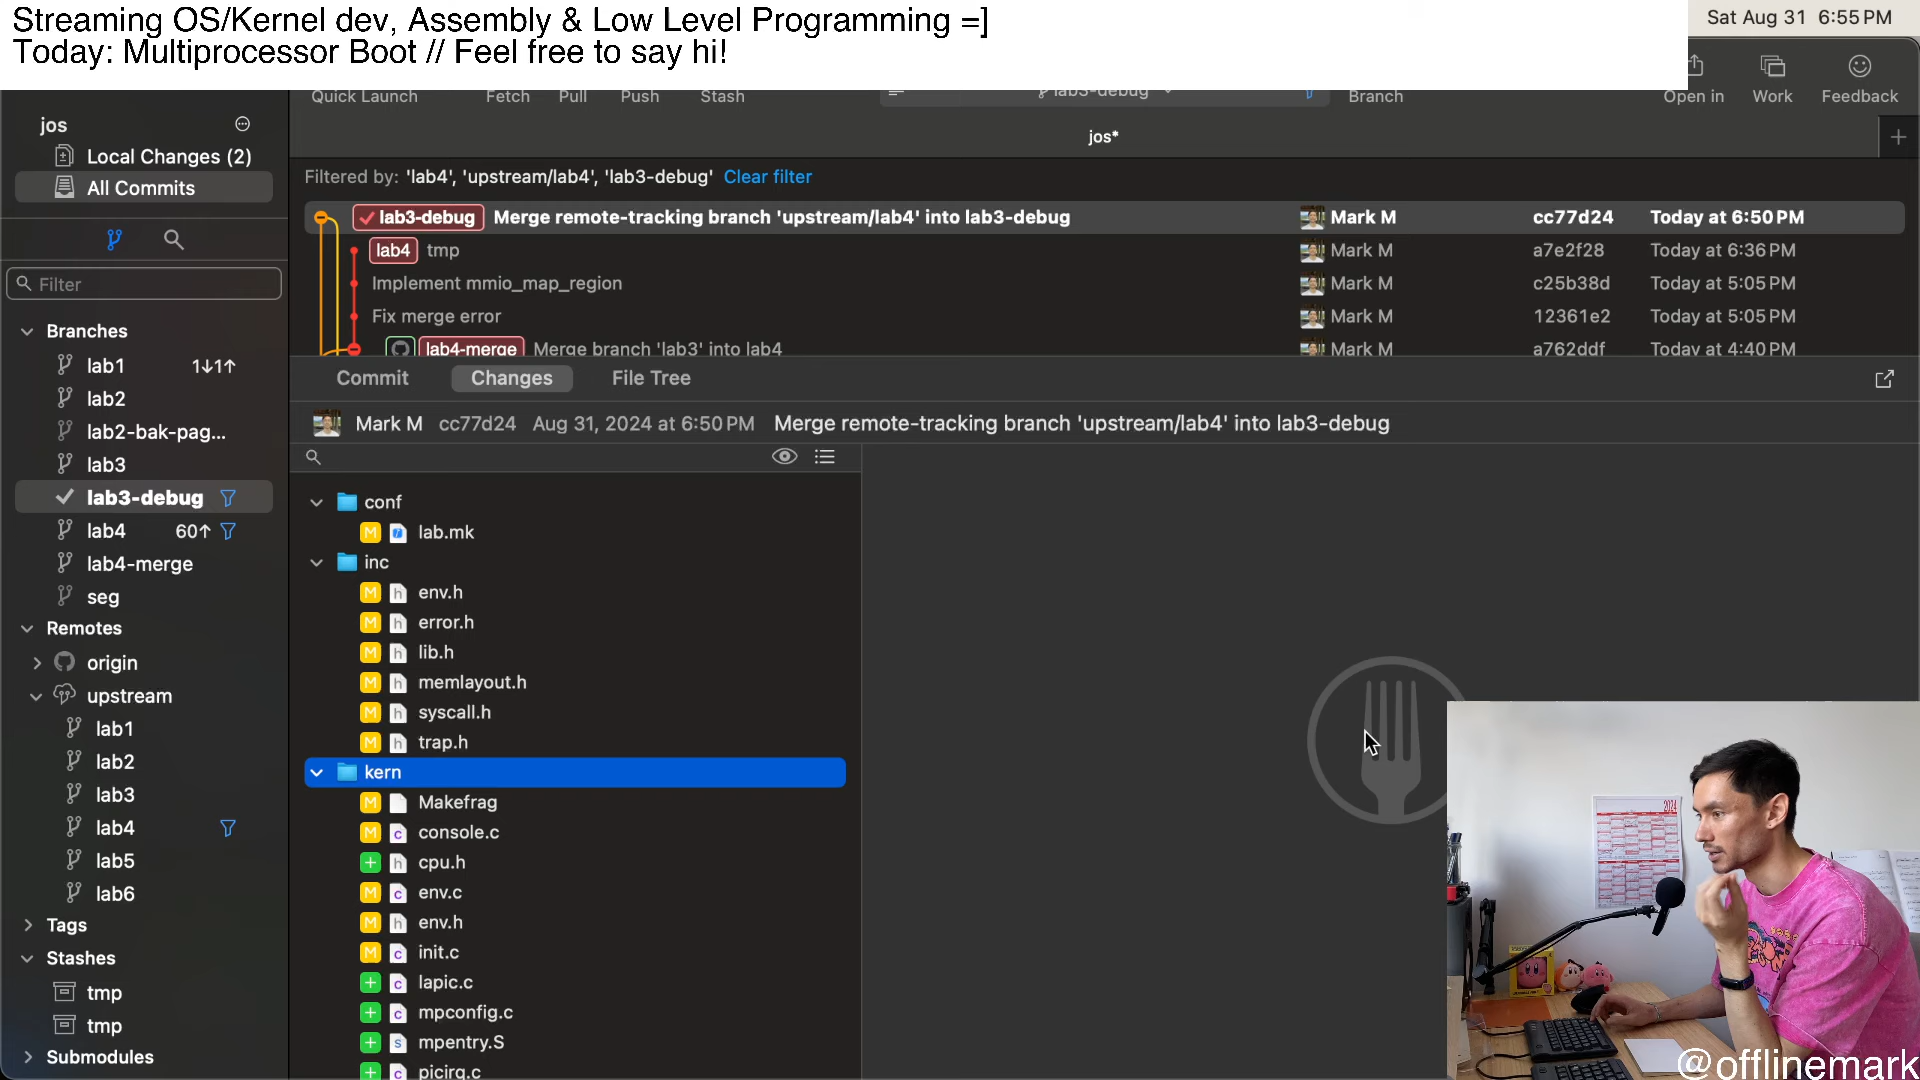 Streaming OS/Kernel dev, Assembly & Low Level Programming =]
Today: Multiprocessor Boot // Feel free to say hi!
Sat Aug 31 6:55 PM
Quick Launch
Fetch
Pull
Push
Stash
lab3-debug
Branch
Open in
Work
Feedback
jos
jos*
Local Changes (2)
All Commits
Filter
Branches
lab1 1↓1↑
lab2
lab2-bak-pag...
lab3
lab3-debug
lab4 60↑
lab4-merge
seg
Remotes
origin
upstream
lab1
lab2
lab3
lab4
lab5
lab6
Tags
Stashes
tmp
tmp
Submodules
Filtered by: 'lab4', 'upstream/lab4', 'lab3-debug' Clear filter
lab3-debug Merge remote-tracking branch 'upstream/lab4' into lab3-debug Mark M cc77d24 Today at 6:50 PM
lab4 tmp Mark M a7e2f28 Today at 6:36 PM
Implement mmio_map_region Mark M c25b38d Today at 5:05 PM
Fix merge error Mark M 12361e2 Today at 5:05 PM
lab4-merge Merge branch 'lab3' into lab4 Mark M a762ddf Today at 4:40 PM
Commit
Changes
File Tree
Mark M cc77d24 Aug 31, 2024 at 6:50 PM Merge remote-tracking branch 'upstream/lab4' into lab3-debug
conf
M lab.mk
inc
M h env.h
M h error.h
M h lib.h
M h memlayout.h
M h syscall.h
M h trap.h
kern
M Makefrag
M c console.c
+ h cpu.h
M c env.c
M h env.h
M c init.c
+ c lapic.c
+ c mpconfig.c
+ s mpentry.S
+ c picirq.c
2024
@offlinemark